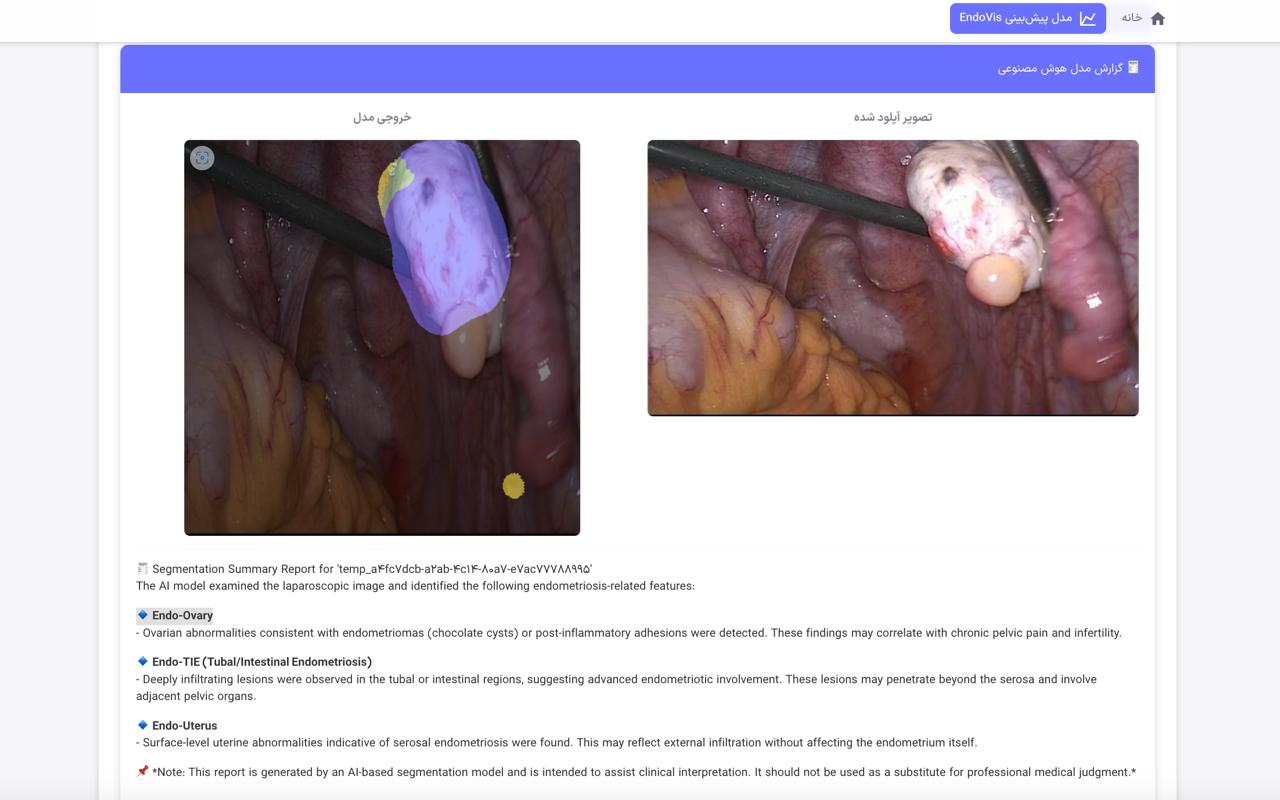 خانه
مدل پیش‌بینی EndoVis
گزارش مدل هوش مصنوعی
تصویر آپلود شده
خروجی مدل
Segmentation Summary Report for 'temp_a۴fc۷dcb-a۲ab-۴c۱۴-۸۰a۷-e۷ac۷۷۷۸۸۹۹۵'
The AI model examined the laparoscopic image and identified the following endometriosis-related features:
Endo-Ovary
- Ovarian abnormalities consistent with endometriomas (chocolate cysts) or post-inflammatory adhesions were detected. These findings may correlate with chronic pelvic pain and infertility.
Endo-TIE (Tubal/Intestinal Endometriosis)
- Deeply infiltrating lesions were observed in the tubal or intestinal regions, suggesting advanced endometriotic involvement. These lesions may penetrate beyond the serosa and involve
adjacent pelvic organs.
Endo-Uterus
- Surface-level uterine abnormalities indicative of serosal endometriosis were found. This may reflect external infiltration without affecting the endometrium itself.
*Note: This report is generated by an AI-based segmentation model and is intended to assist clinical interpretation. It should not be used as a substitute for professional medical judgment.*